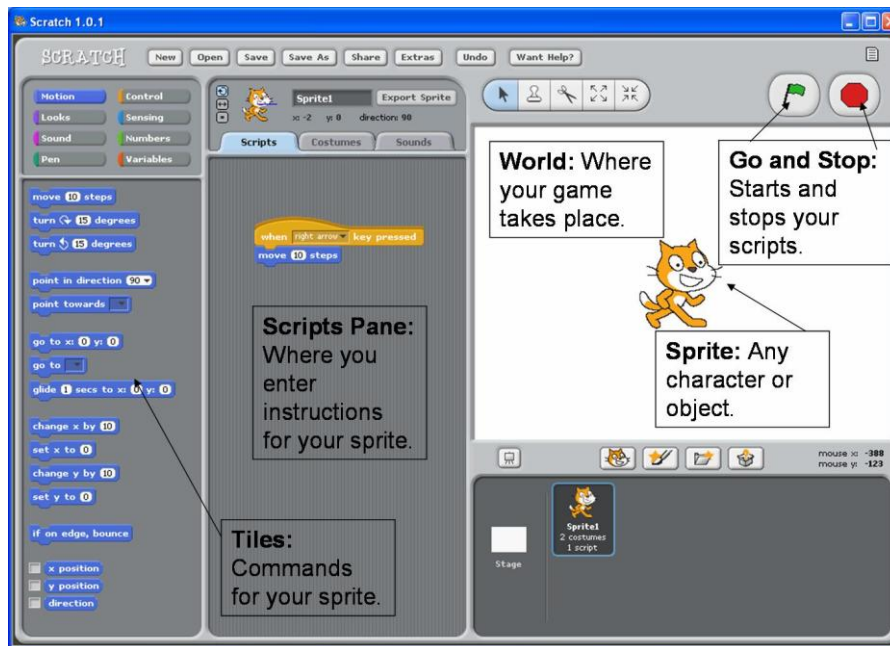 Scratch 1.0.1
SCRATCH New Open Save Save As Share Extras Undo Want Help?
Motion Control
Looks Sensing
Sound Numbers
Pen Variables
move 10 steps
turn 15 degrees
turn 15 degrees
point in direction 90
point towards
go to x: 0 y: 0
go to
glide 1 secs to x: 0 y: 0
change x by 10
set x to 0
change y by 10
set y to 0
if on edge, bounce
x position
y position
direction
Sprite1 Export Sprite
x: -2 y: 0 direction: 90
Scripts Costumes Sounds
when right arrow key pressed
move 10 steps
Scripts Pane:
Where you
enter
instructions
for your sprite.
Tiles:
Commands
for your sprite.
World: Where
your game
takes place.
Go and Stop:
Starts and
stops your
scripts.
Sprite: Any
character or
object.
mouse x: -388
mouse y: -123
Stage
Sprite1
2 costumes
1 script